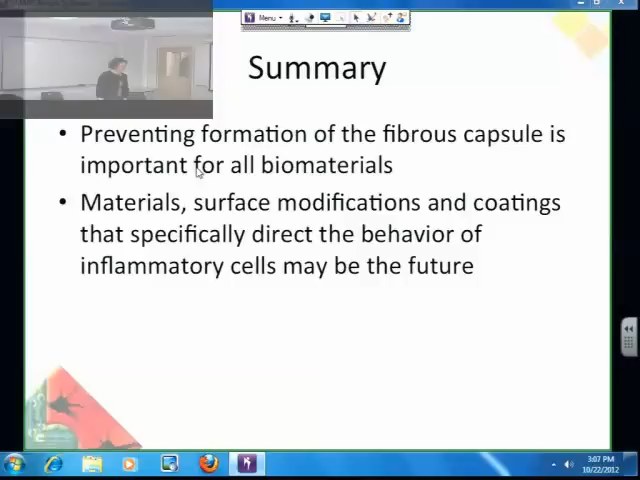 Menu
Summary
• Preventing formation of the fibrous capsule is
important for all biomaterials
• Materials, surface modifications and coatings
that specifically direct the behavior of
inflammatory cells may be the future
3:07 PM
10/22/2012